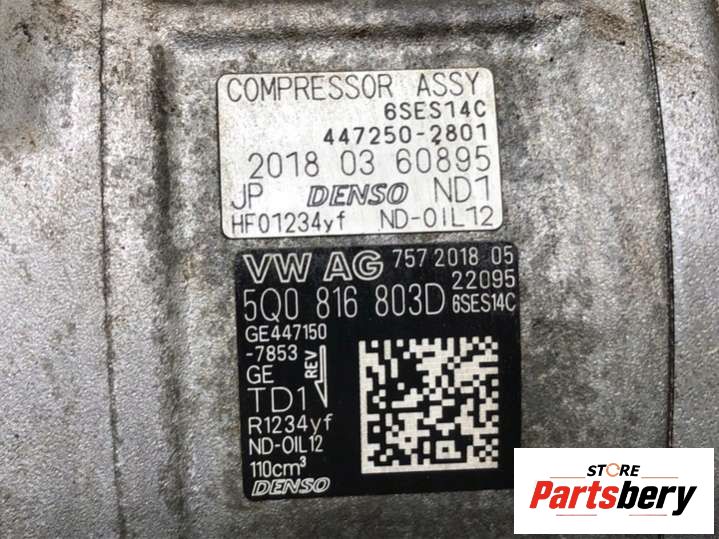 COMPRESSOR ASSY
6SES14C
447250-2801
2018 03 60895
JP DENSO ND1
HFO1234yf ND-OIL12
VW AG 757 2018 05
22095
5Q0 816 803D 6SES14C
GE447150
-7853
GE REV
TD1
R1234yf
ND-OIL12
110cm³
DENSO
STORE
Partsbery